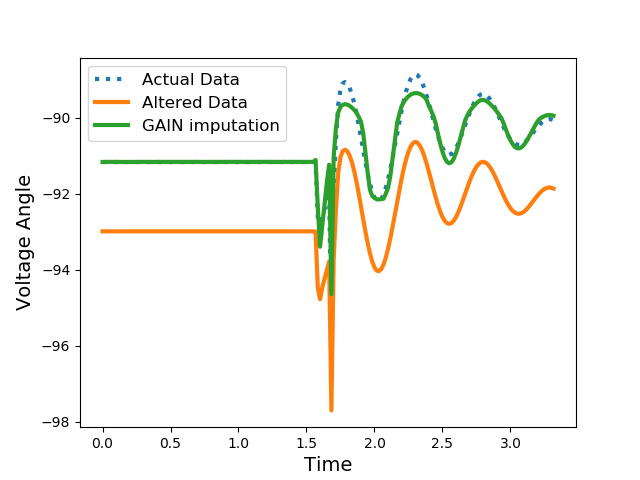 Actual Data
Altered Data
GAIN imputation
Voltage Angle
−90
−92
−94
−96
−98
0.0 0.5 1.0 1.5 2.0 2.5 3.0
Time